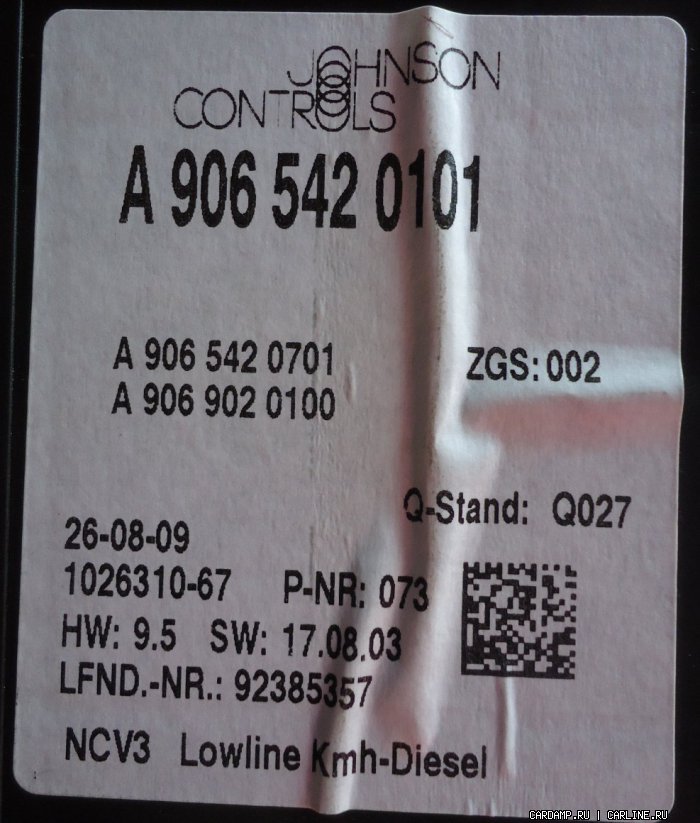 JOHNSON
CONTROLS
A 906 542 0101
A 906 542 0701
ZGS: 002
A 906 902 0100
Q-Stand: Q027
26-08-09
1026310-67 P-NR: 073
HW: 9.5 SW: 17.08.03
LFND.-NR.: 92385357
NCV3 Lowline Kmh-Diesel
CARDAMP.RU | CARLINE.RU